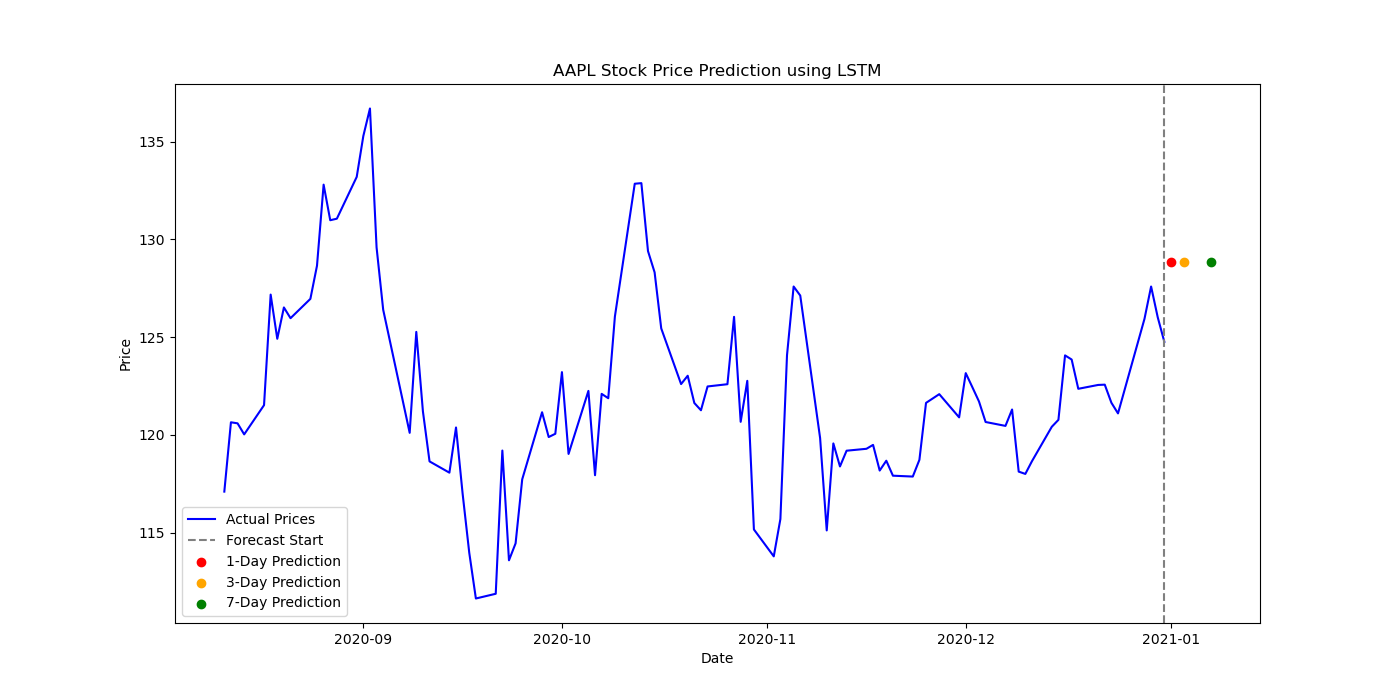 AAPL Stock Price Prediction using LSTM
Price
135
130
125
120
115
Actual Prices
Forecast Start
1-Day Prediction
3-Day Prediction
7-Day Prediction
2020-09 2020-10 2020-11 2020-12 2021-01
Date